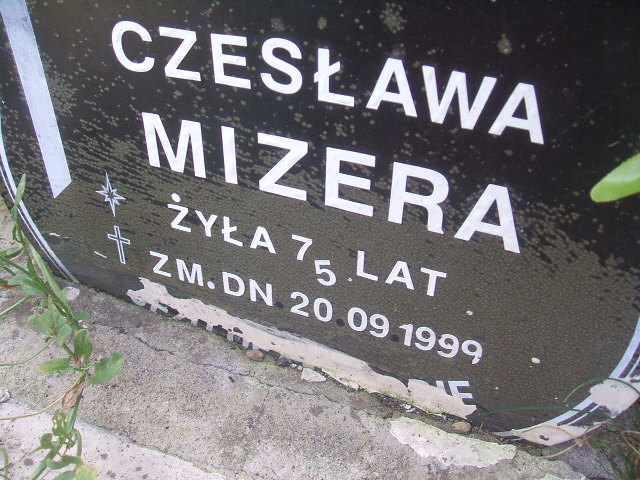 CZESŁAWA
MIZERA
ŻYŁA 75 LAT
ZM. DN 20 09 1999